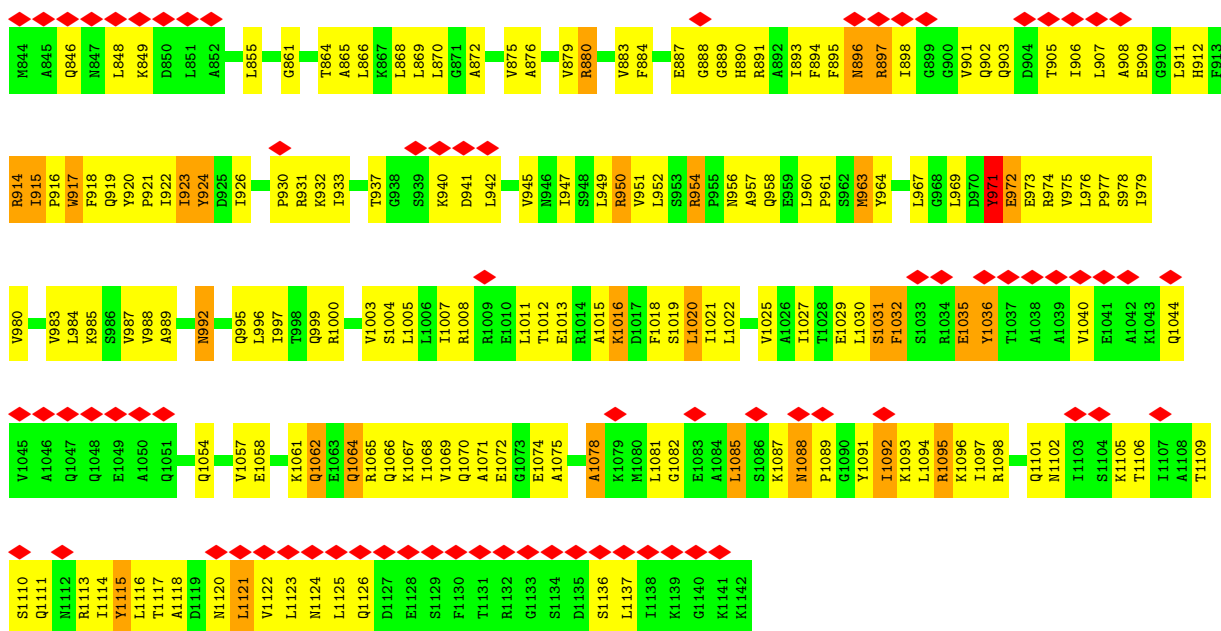 M844 A845 Q846 N847 L848 K849 D850 L851 A852 L855 G861 T864 A865 L866 K867 L868 L869 L870 G871 A872 V875 A876 V879 R880 V883 F884 E887 G888 G889 H890 R891 A892 I893 F894 F895 N896 R897 I898 G899 G900 V901 Q902 Q903 D904 T905 I906 L907 A908 E909 G910 L911 H912 F913
R914 I915 P916 W917 F918 Q919 Y920 P921 I922 I923 Y924 D925 I926 P930 R931 K932 I933 T937 G938 S939 K940 D941 L942 V945 N946 I947 S948 L949 R950 V951 L952 S953 R954 P955 N956 A957 Q958 E959 L960 P961 S962 M963 Y964 L967 G968 L969 D970 Y971 E972 E973 R974 V975 L976 P977 S978 I979
V980 V983 L984 K985 S986 V987 V988 A989 N992 Q995 L996 I997 T998 Q999 R1000 V1003 S1004 L1005 L1006 I1007 R1008 R1009 E1010 L1011 T1012 E1013 R1014 A1015 K1016 D1017 F1018 S1019 L1020 I1021 L1022 V1025 A1026 I1027 T1028 E1029 L1030 S1031 F1032 S1033 R1034 E1035 Y1036 T1037 A1038 A1039 V1040 E1041 A1042 K1043 Q1044
V1045 A1046 Q1047 Q1048 E1049 A1050 Q1051 Q1054 V1057 E1058 K1061 Q1062 E1063 Q1064 R1065 Q1066 K1067 I1068 V1069 Q1070 A1071 E1072 G1073 E1074 A1075 A1078 K1079 M1080 L1081 G1082 E1083 A1084 L1085 S1086 K1087 N1088 P1089 G1090 Y1091 I1092 K1093 L1094 R1095 K1096 I1097 R1098 Q1101 N1102 I1103 S1104 K1105 T1106 I1107 A1108 T1109
S1110 Q1111 N1112 R1113 I1114 Y1115 L1116 T1117 A1118 D1119 N1120 L1121 V1122 L1123 N1124 L1125 Q1126 D1127 E1128 S1129 F1130 T1131 R1132 G1133 S1134 D1135 S1136 L1137 I1138 K1139 G1140 K1141 K1142